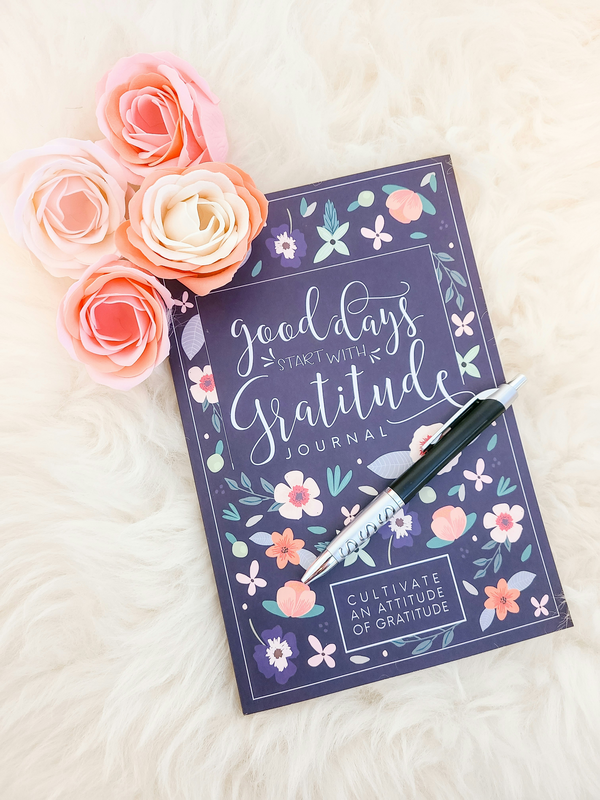 good days
START WITH
Gratitude
JOURNAL
CULTIVATE
AN ATTITUDE
OF GRATITUDE